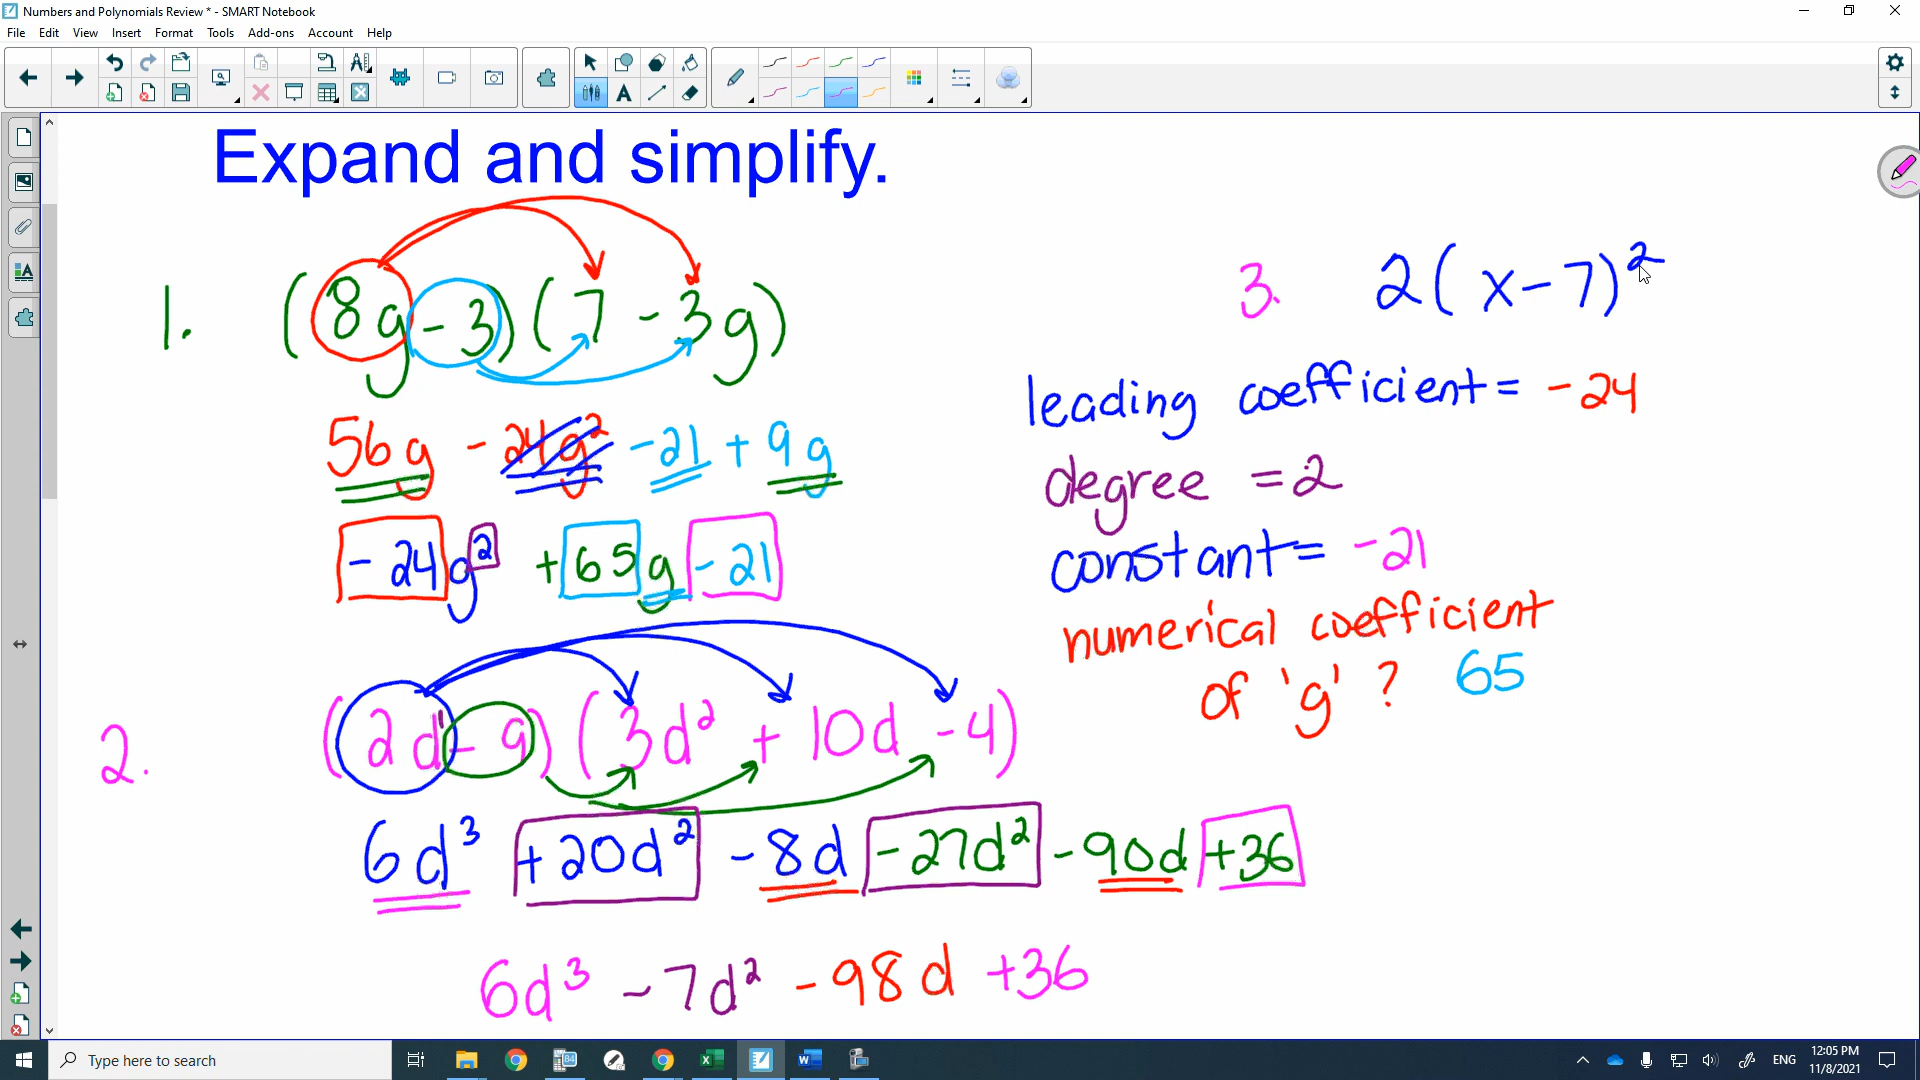 Numbers and Polynomials Review * - SMART Notebook
File Edit View Insert Format Tools Add-ons Account Help
Expand and simplify.
1. (8g - 3)(7 - 3g)
56g - 24g² - 21 + 9g
- 24g² + 65g - 21
2. (2d¹ - 9)(3d² + 10d - 4)
6d³ + 20d² - 8d - 27d² - 90d + 36
6d³ - 7d² - 98d + 36
3. 2(x - 7)²
leading coefficient = - 24
degree = 2
constant = - 21
numerical coefficient
of 'g' ? 65
Type here to search
84
ENG
12:05 PM
11/8/2021